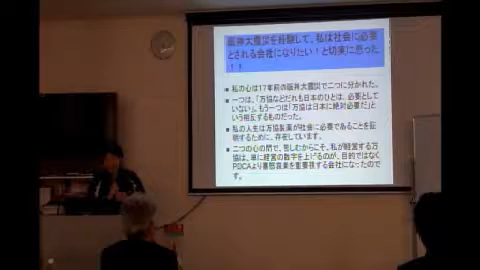 阪神大震災を経験して、私は社会に必要
とされる会社になりたい!と切実に思った
!!
私の心は17年前の阪神大震災で二つに分かれた。
一つは、「万協などだれも日本のひとは、必要として
いない」。もう一つは「万協は日本に絶対必要だ」と
いう相反するものだった。
私の人生は万協製薬が社会に必要であることを証
明するために、存在しています。
二つの心の間で、苦しむからこそ、私が経営する万
協は、単に経営の数字を上げるのが、目的ではなく
PDCAより喜怒哀楽を重要視する会社になったので
す。